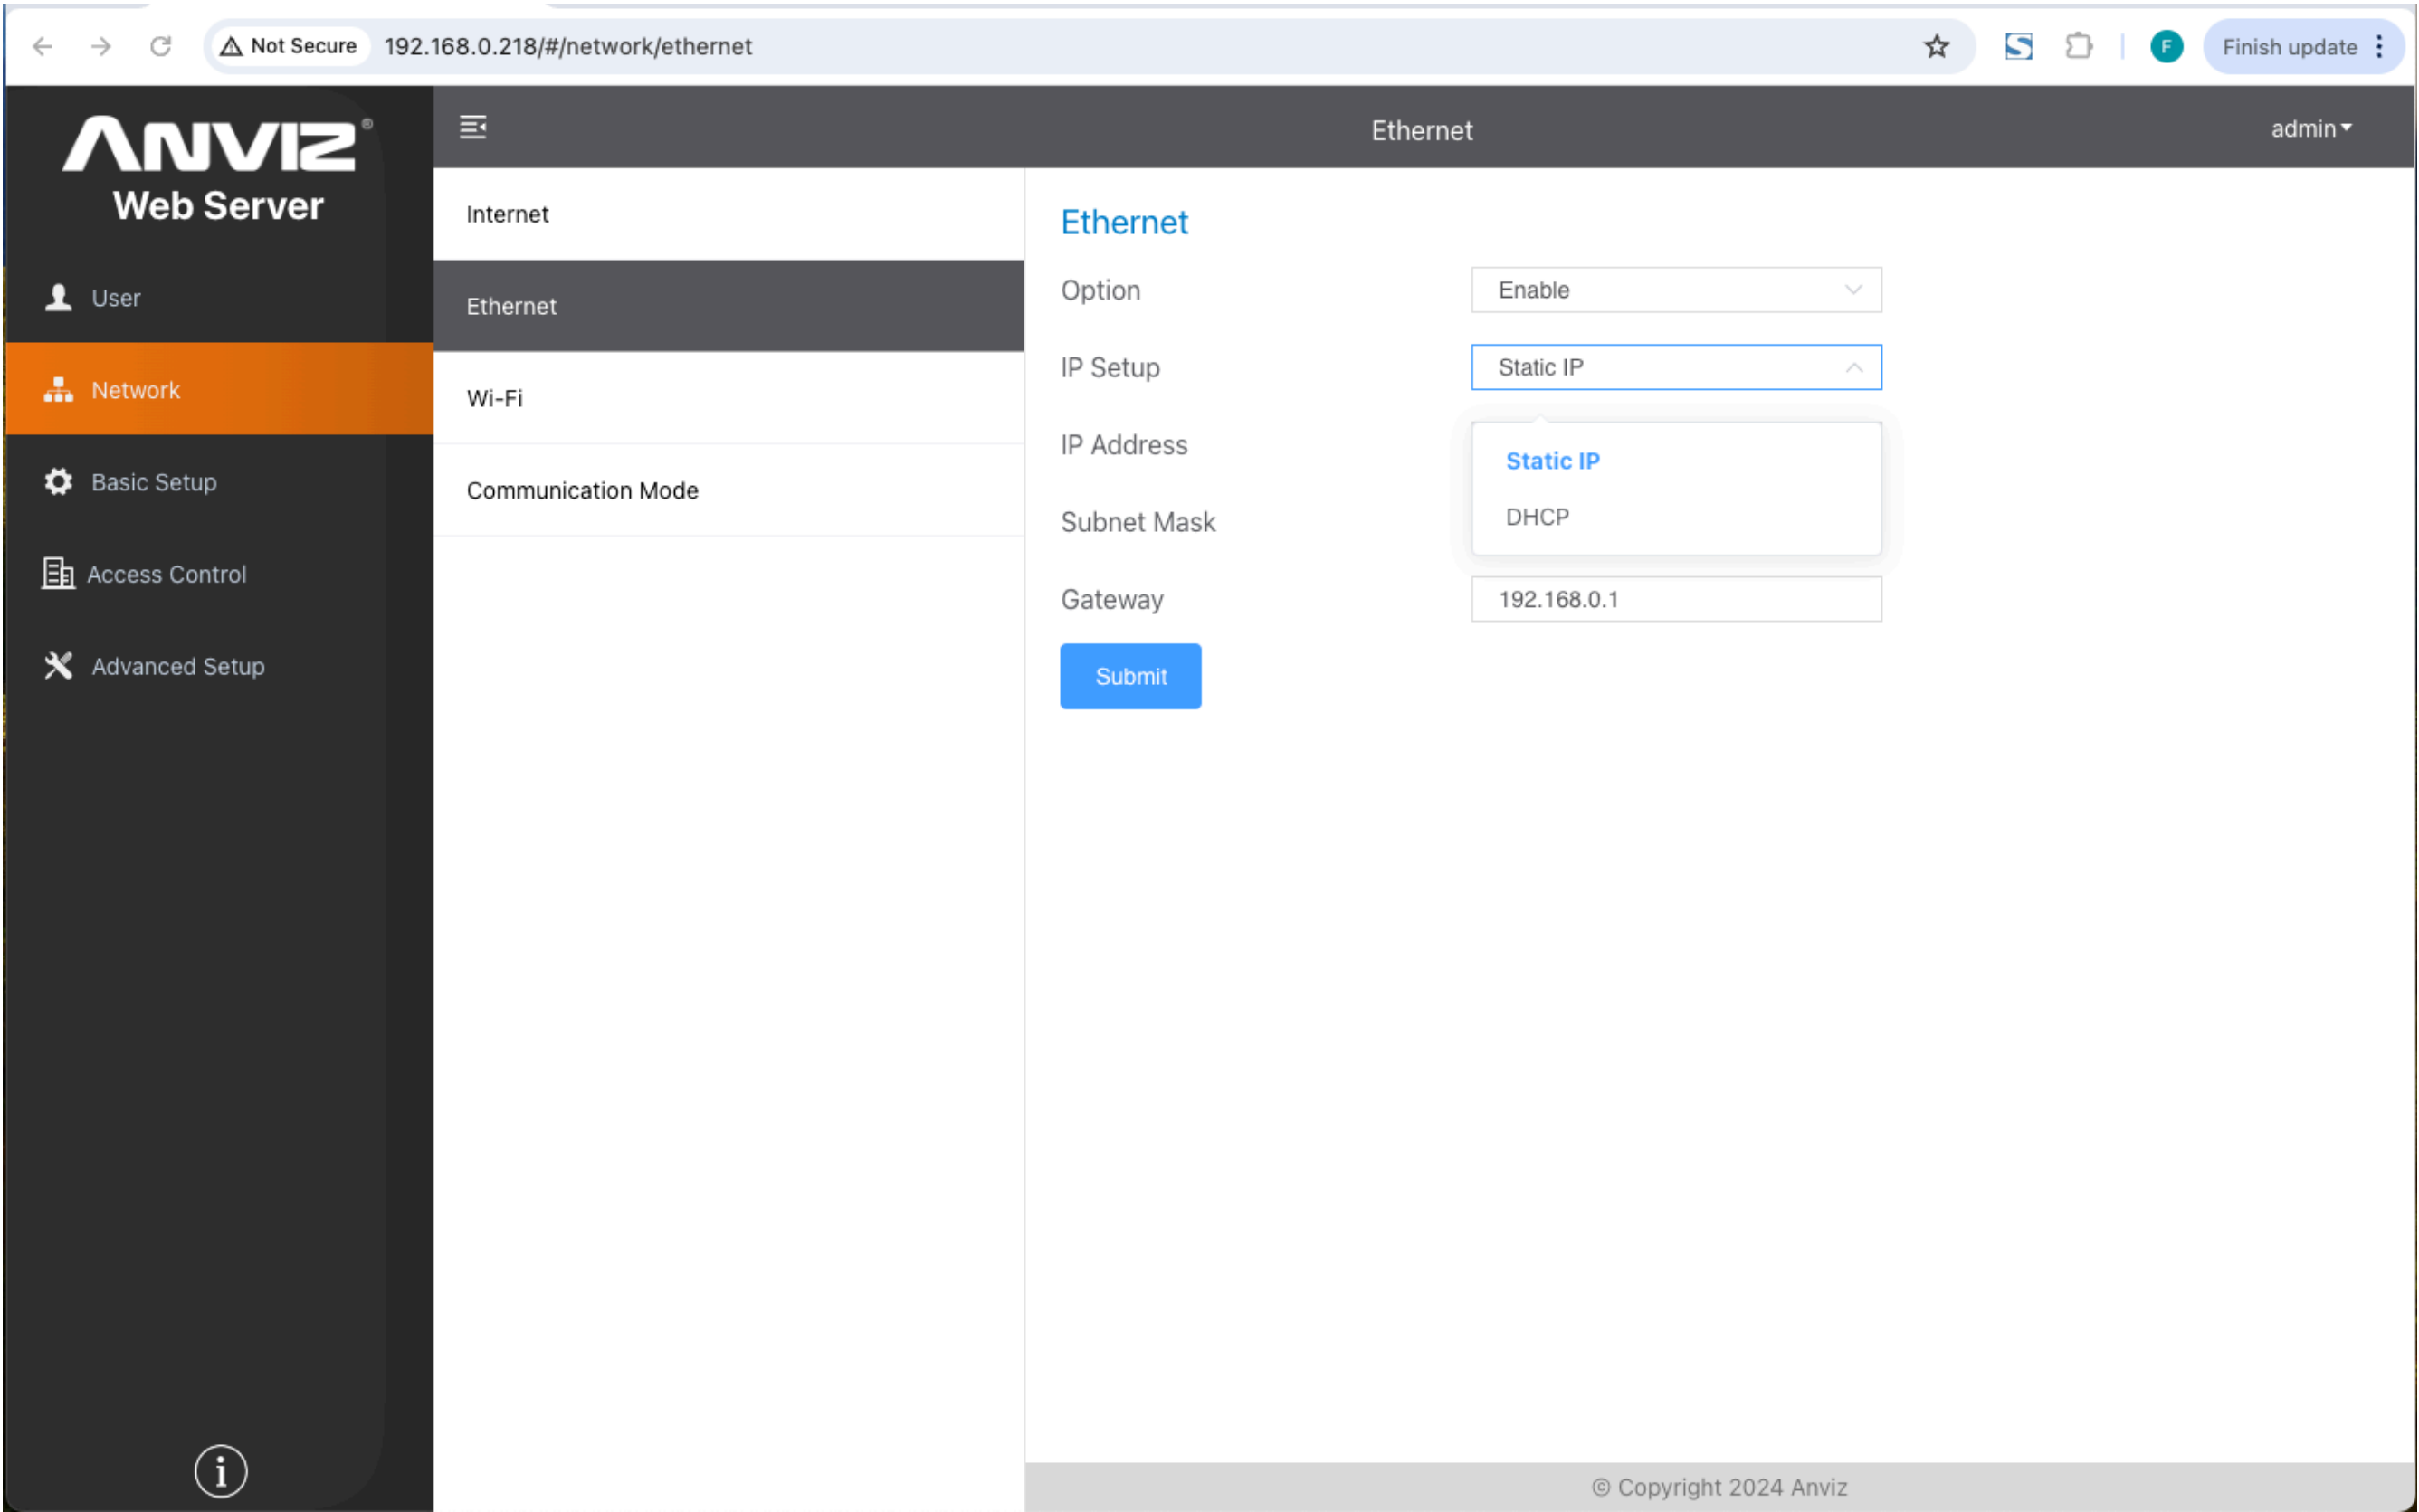 Not Secure 192.168.0.218/#/network/ethernet F Finish update
ANVIZ®
Web Server
User
Network
Basic Setup
Access Control
Advanced Setup
Ethernet
admin
Internet
Ethernet
Wi-Fi
Communication Mode
Ethernet
Option Enable
IP Setup Static IP
IP Address
Static IP
DHCP
Subnet Mask
Gateway 192.168.0.1
Submit
© Copyright 2024 Anviz